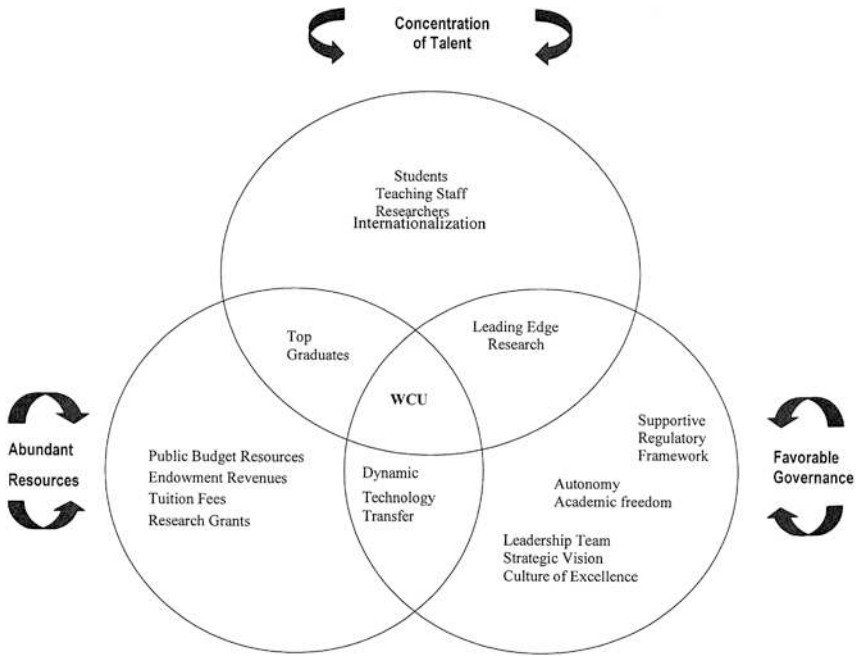 Concentration
of Talent
Students
Teaching Staff
Researchers
Internationalization
Top
Graduates
Leading Edge
Research
WCU
Abundant
Resources
Public Budget Resources
Endowment Revenues
Tuition Fees
Research Grants
Dynamic
Technology
Transfer
Supportive
Regulatory
Framework
Autonomy
Academic freedom
Leadership Team
Strategic Vision
Culture of Excellence
Favorable
Governance